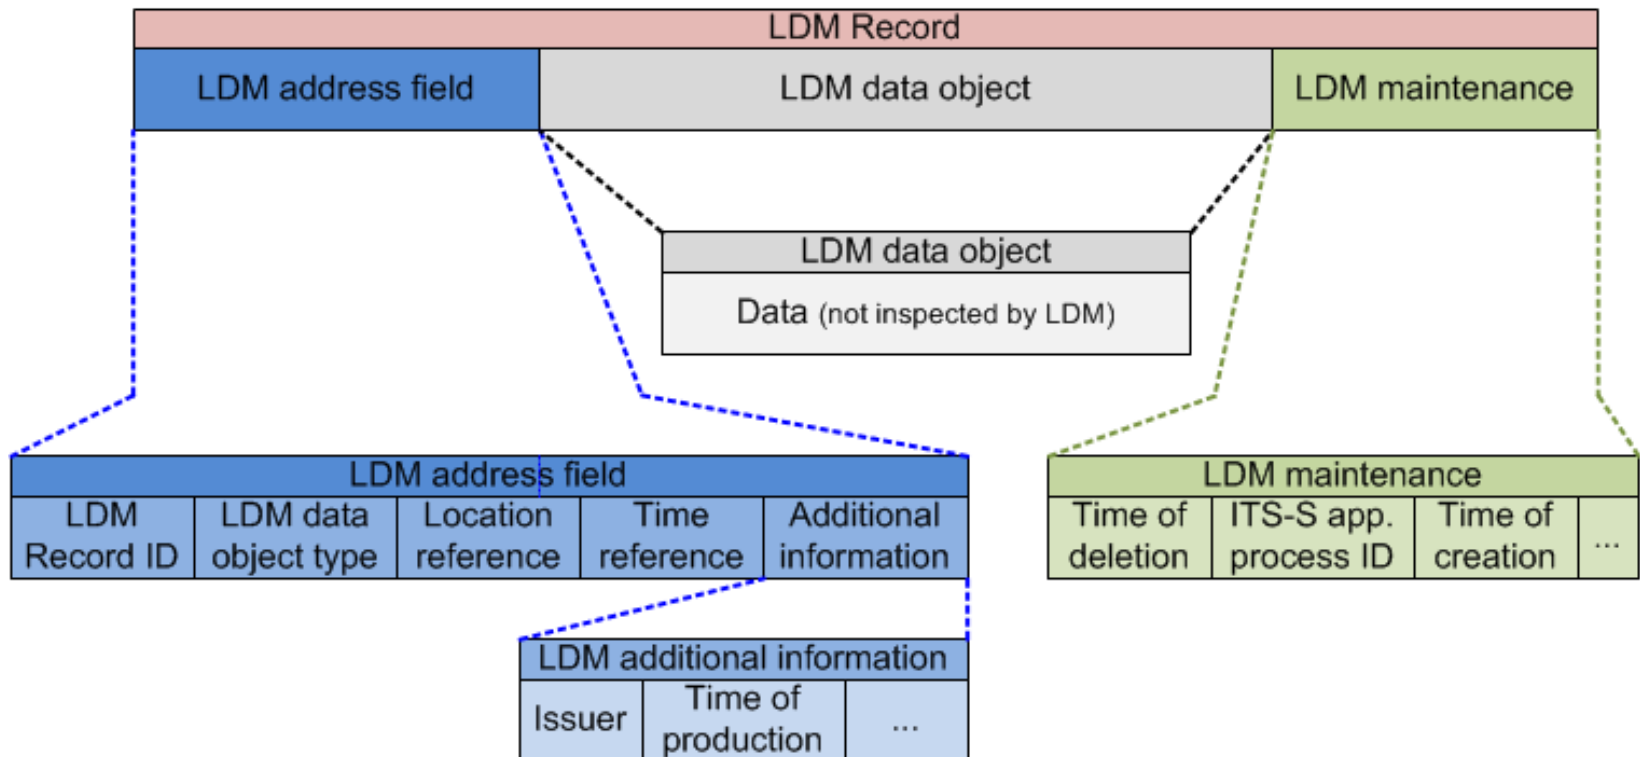 LDM Record
LDM address field
LDM data object
LDM maintenance
LDM data object
Data (not inspected by LDM)
LDM address field
LDM
Record ID
LDM data
object type
Location
reference
Time
reference
Additional
information
LDM maintenance
Time of
deletion
ITS-S app.
process ID
Time of
creation
...
LDM additional information
Issuer
Time of
production
...